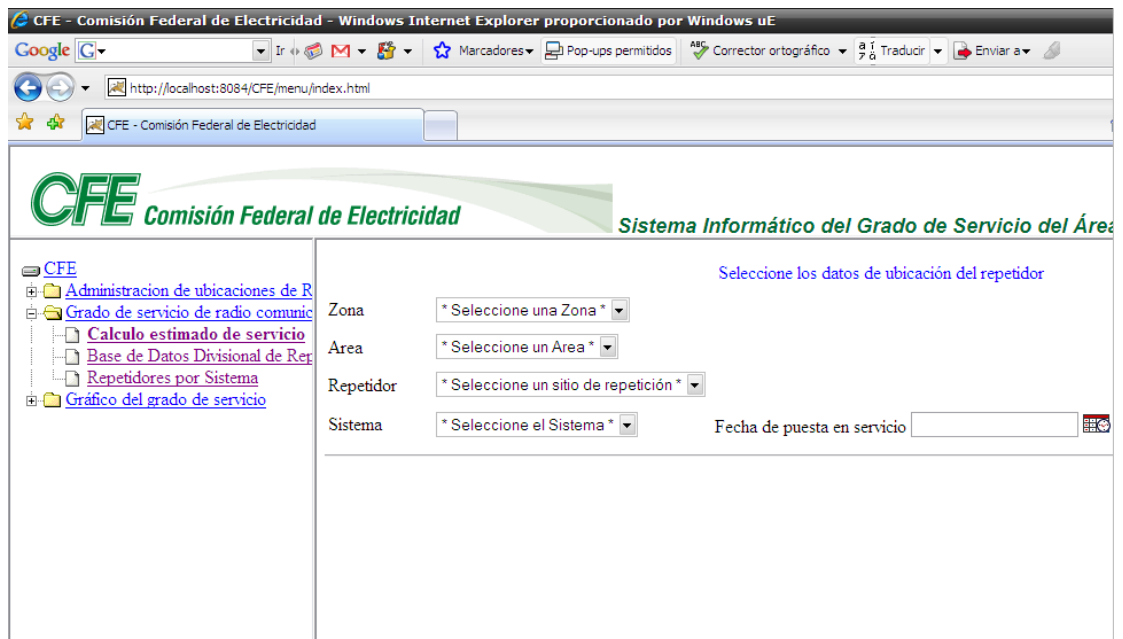 CFE - Comisión Federal de Electricidad - Windows Internet Explorer proporcionado por Windows uE
Google G Ir Marcadores Pop-ups permitidos Corrector ortográfico Traducir Enviar a
http://localhost:8084/CFE/menu/index.html
CFE - Comisión Federal de Electricidad
CFE Comisión Federal de Electricidad
Sistema Informático del Grado de Servicio del Área
CFE
Administracion de ubicaciones de R
Grado de servicio de radio comunic
Calculo estimado de servicio
Base de Datos Divisional de Rep
Repetidores por Sistema
Gráfico del grado de servicio
Seleccione los datos de ubicación del repetidor
Zona * Seleccione una Zona *
Area * Seleccione un Area *
Repetidor * Seleccione un sitio de repetición *
Sistema * Seleccione el Sistema * Fecha de puesta en servicio